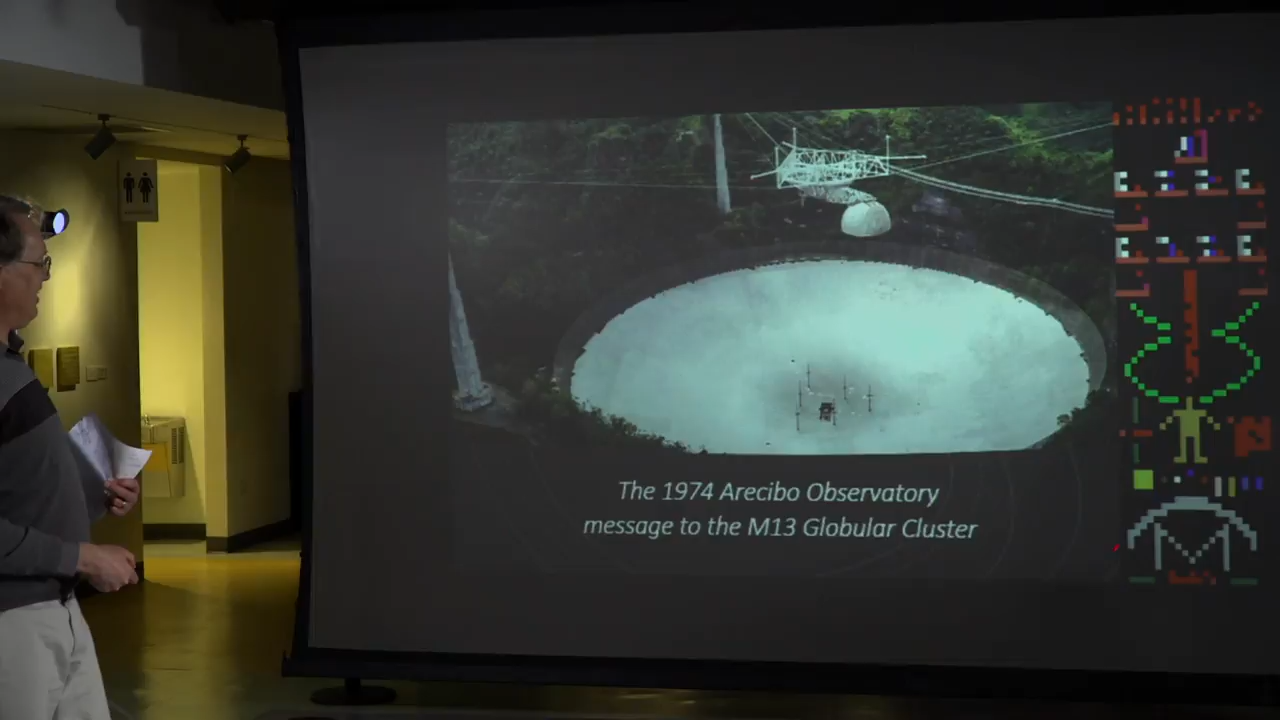 The 1974 Arecibo Observatory
message to the M13 Globular Cluster